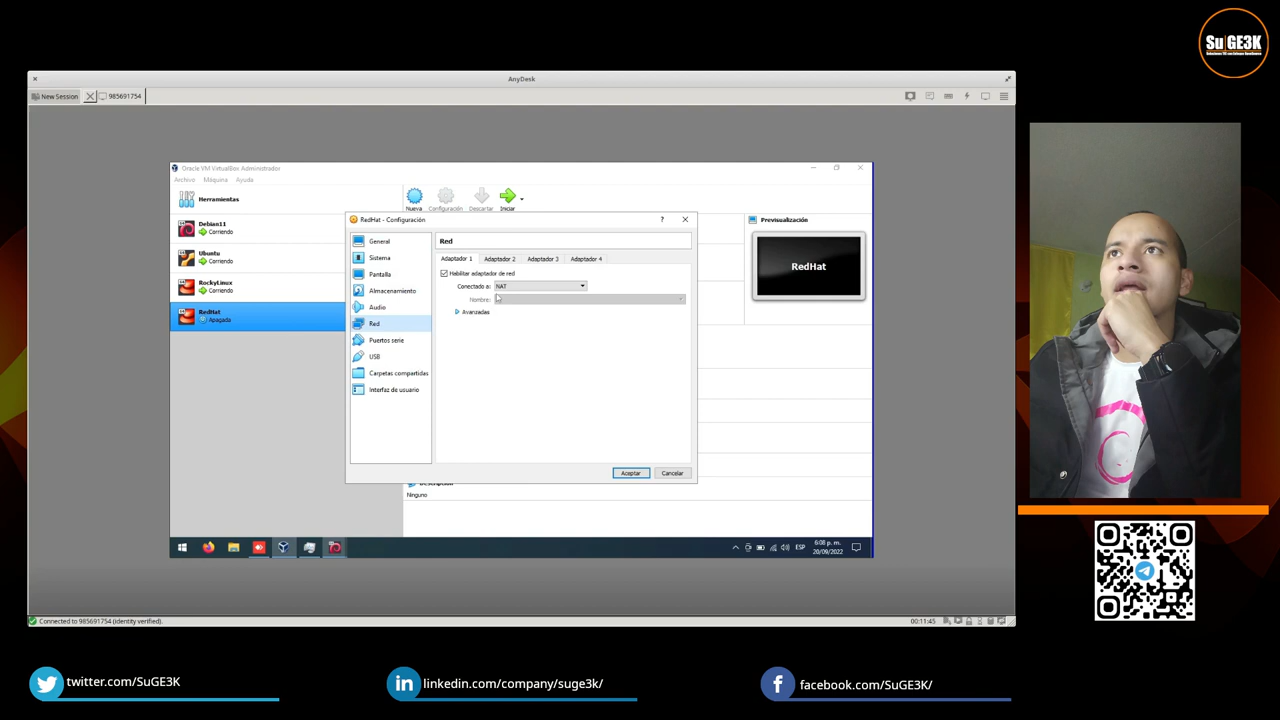 SuGE3K
AnyDesk
New Session
985691754
Oracle VM VirtualBox Administrador
Archivo Máquina Ayuda
Herramientas
Nueva Configuración Descartar Iniciar
Debian11
Corriendo
Ubuntu
Corriendo
RockyLinux
Corriendo
RedHat
Apagada
RedHat - Configuración
General
Sistema
Pantalla
Almacenamiento
Audio
Red
Puertos serie
USB
Carpetas compartidas
Interfaz de usuario
Red
Adaptador 1 Adaptador 2 Adaptador 3 Adaptador 4
Habilitar adaptador de red
Conectado a: NAT
Nombre:
Avanzadas
Aceptar Cancelar
Previsualización
RedHat
Ninguno
ESP
6:08 p. m.
20/09/2022
Connected to 985691754 (identity verified).
00:11:45
twitter.com/SuGE3K
linkedin.com/company/suge3k/
facebook.com/SuGE3K/